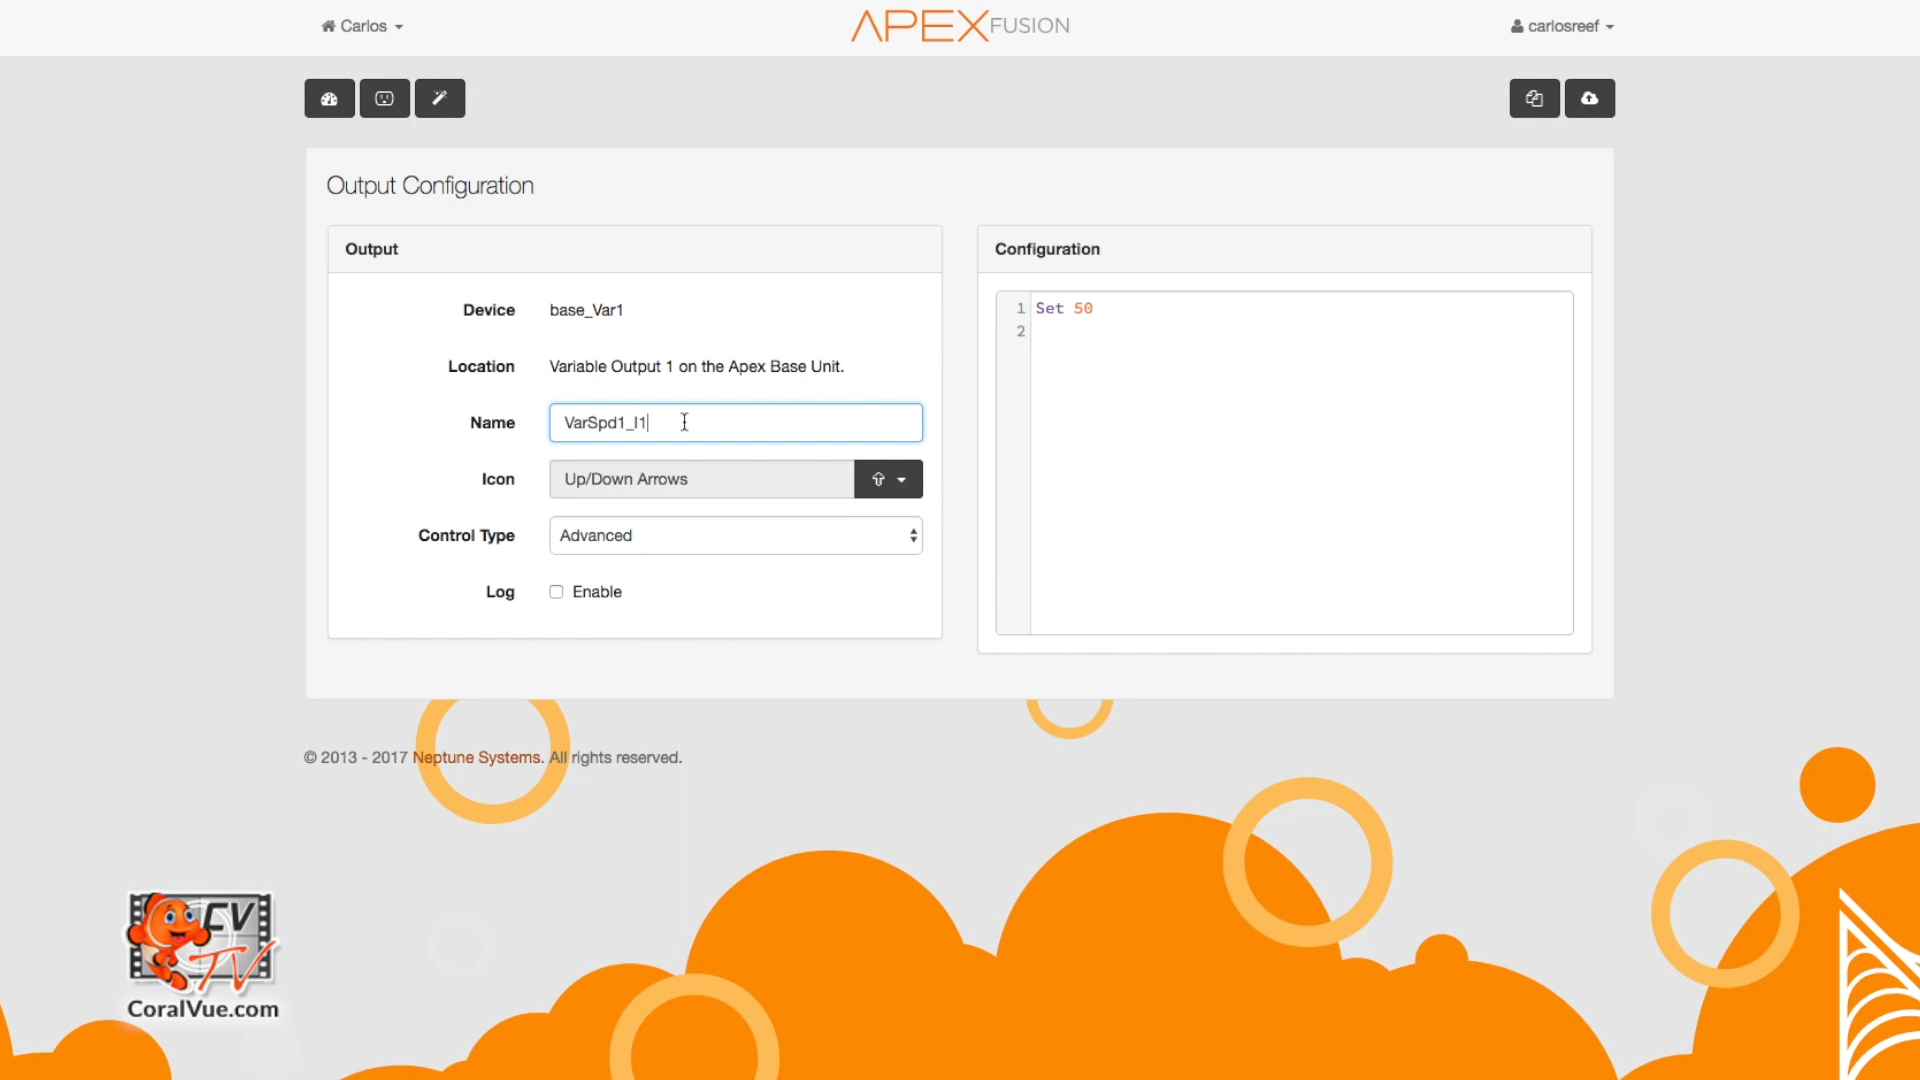 Carlos
APEX FUSION
carlosreef
Output Configuration
Output
Device
base_Var1
Location
Variable Output 1 on the Apex Base Unit.
Name
VarSpd1_I1
Icon
Up/Down Arrows
Control Type
Advanced
Log
Enable
Configuration
1 Set 50
2
© 2013 - 2017 Neptune Systems. All rights reserved.
CV
TV
CoralVue.com